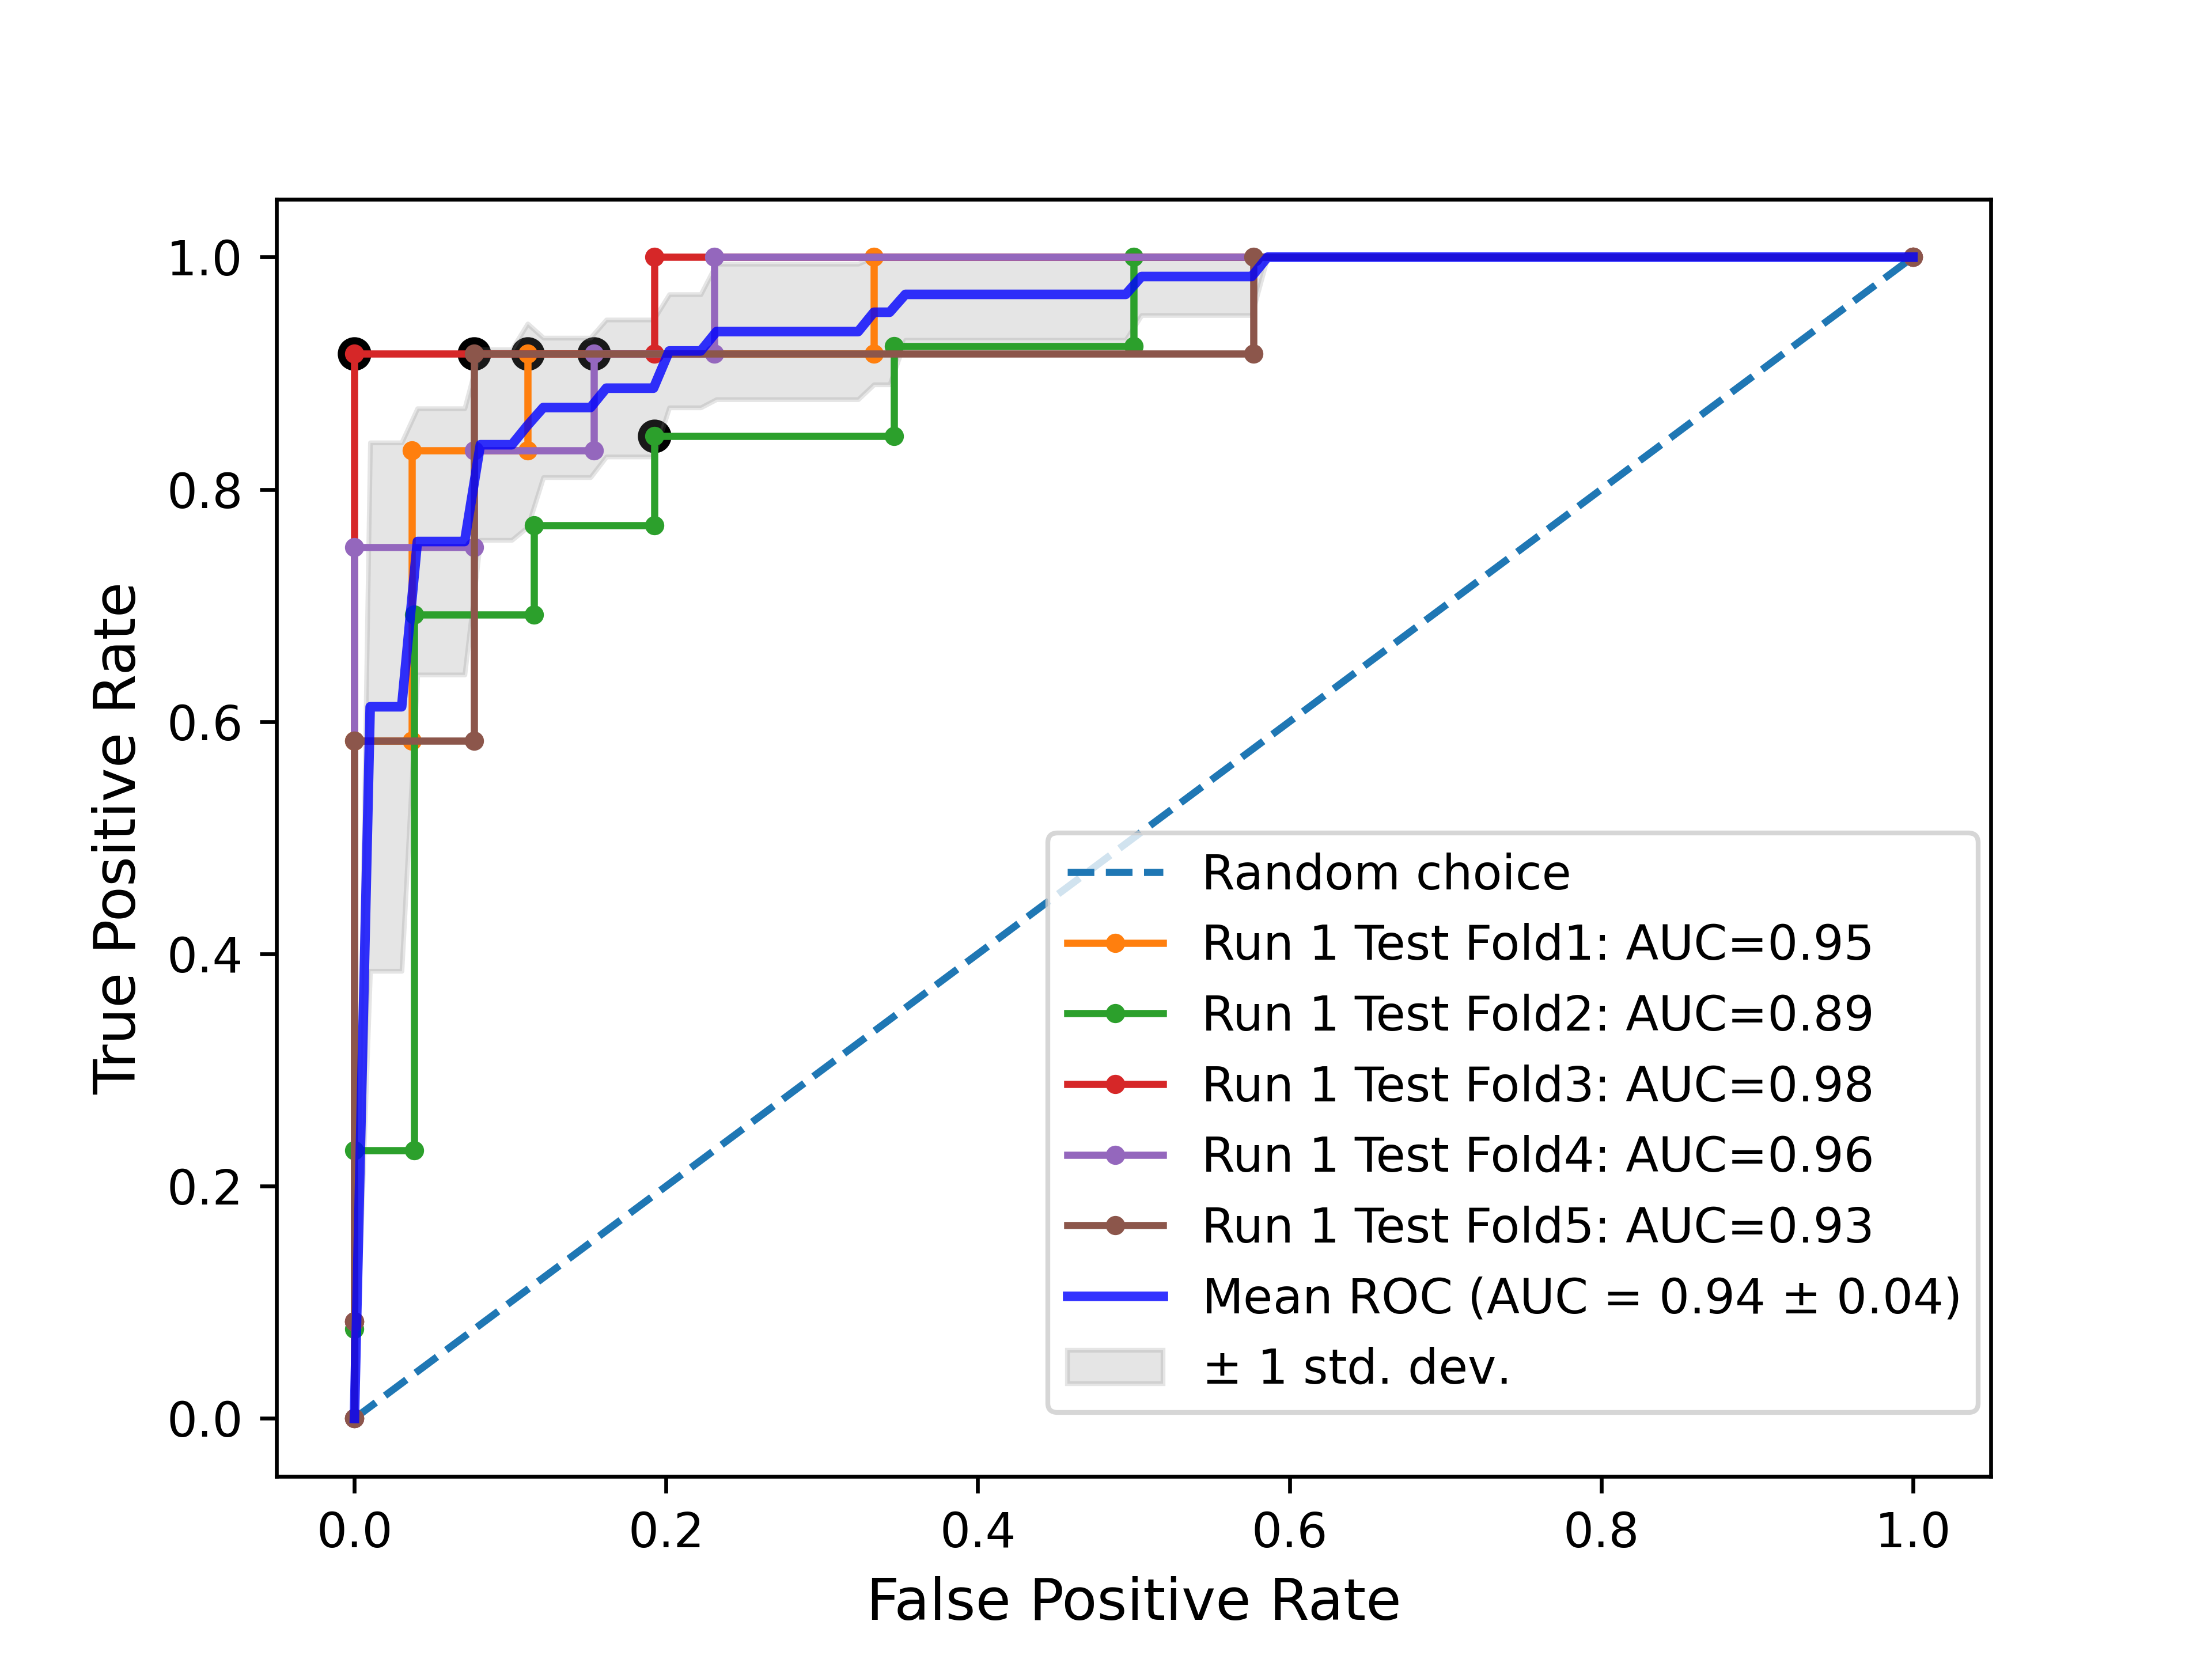 1.0
0.8
0.6
0.4
0.2
0.0
True Positive Rate
0.0 0.2 0.4 0.6 0.8 1.0
False Positive Rate
Random choice
Run 1 Test Fold1: AUC=0.95
Run 1 Test Fold2: AUC=0.89
Run 1 Test Fold3: AUC=0.98
Run 1 Test Fold4: AUC=0.96
Run 1 Test Fold5: AUC=0.93
Mean ROC (AUC = 0.94 ± 0.04)
± 1 std. dev.